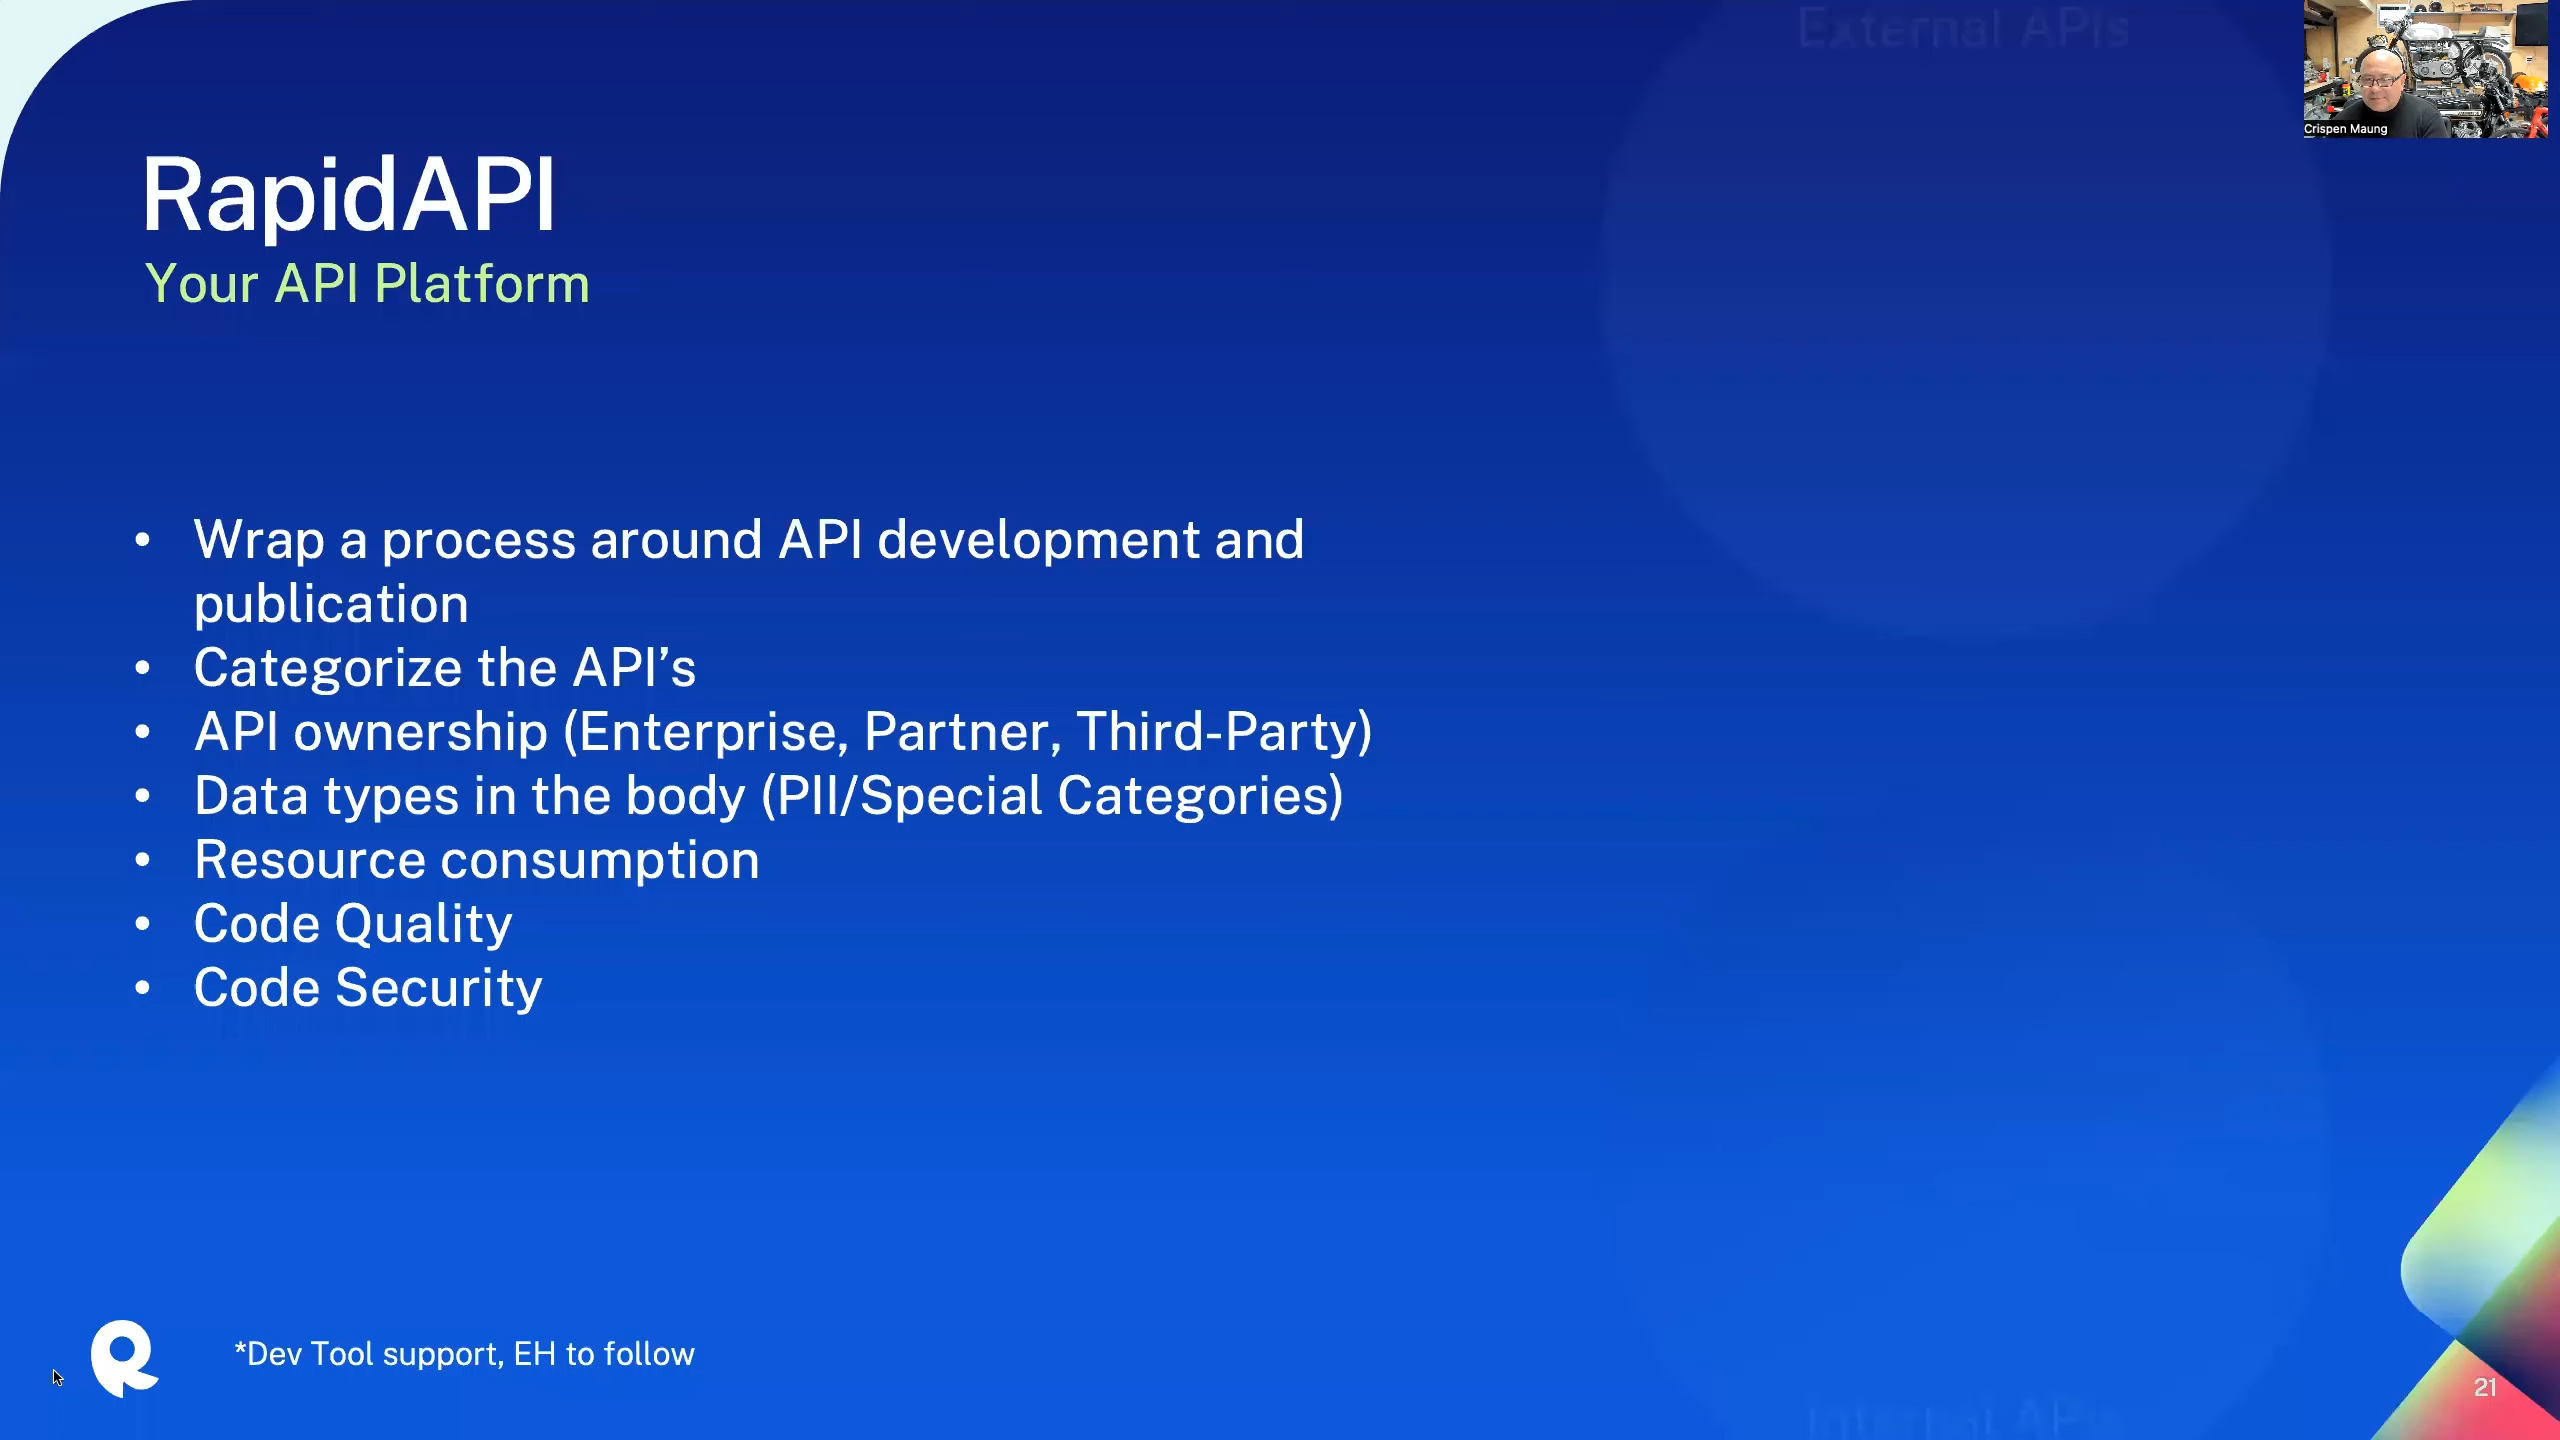 External APIs
Crispen Maung
RapidAPI
Your API Platform
• Wrap a process around API development and
publication
• Categorize the API’s
• API ownership (Enterprise, Partner, Third-Party)
• Data types in the body (PII/Special Categories)
• Resource consumption
• Code Quality
• Code Security
*Dev Tool support, EH to follow
21
Internal APIs